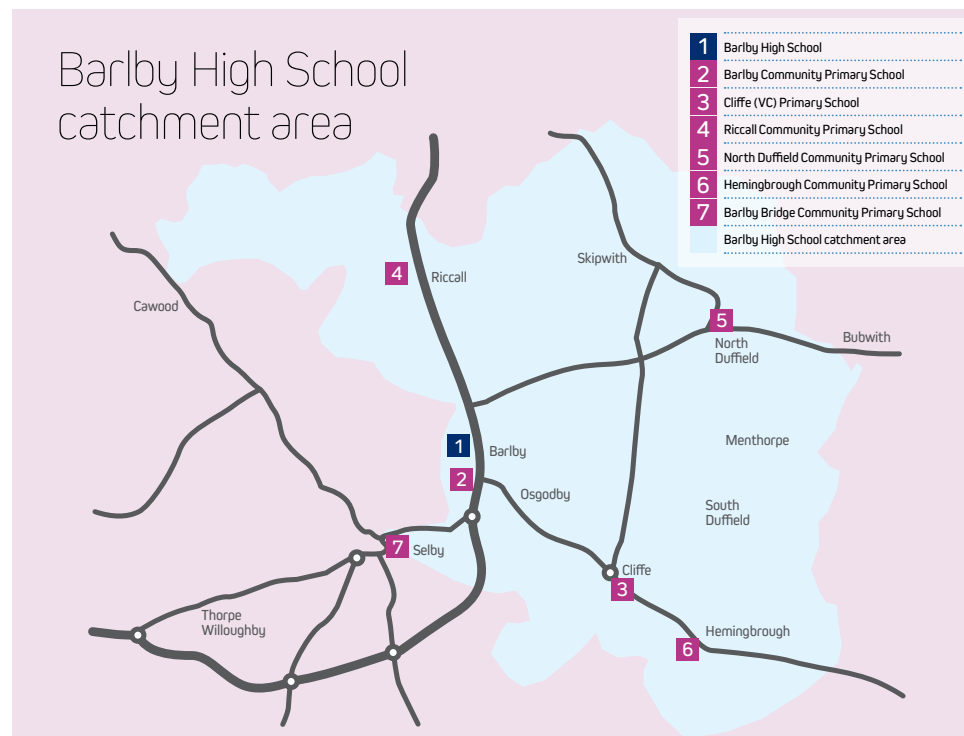 Barlby High School
catchment area
1 Barlby High School
2 Barlby Community Primary School
3 Cliffe (VC) Primary School
4 Riccall Community Primary School
5 North Duffield Community Primary School
6 Hemingbrough Community Primary School
7 Barlby Bridge Community Primary School
Barlby High School catchment area
Skipwith
4
Riccall
Cawood
5
North
Duffield
Bubwith
1
Barlby
Menthorpe
2
Osgodby
South
Duffield
7
Selby
Cliffe
3
Thorpe
Willoughby
Hemingbrough
6